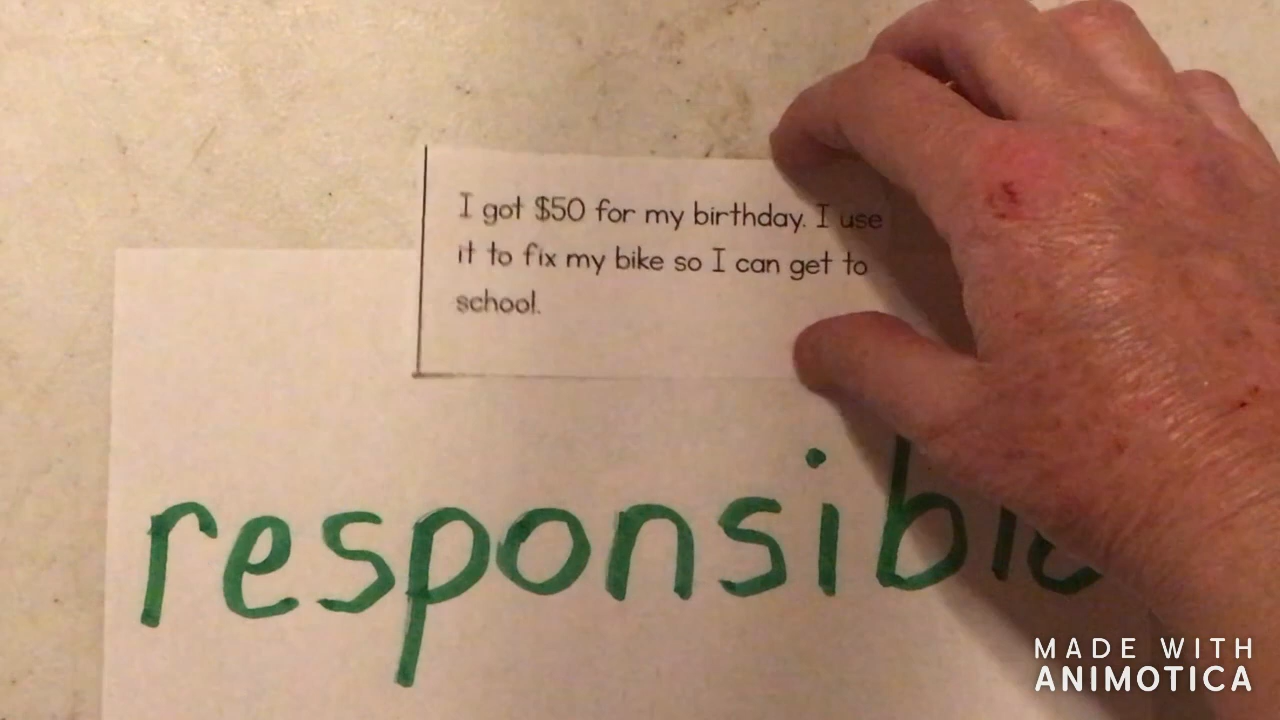 I got $50 for my birthday. I use
it to fix my bike so I can get to
school.
responsible
MADE WITH
ANIMOTICA